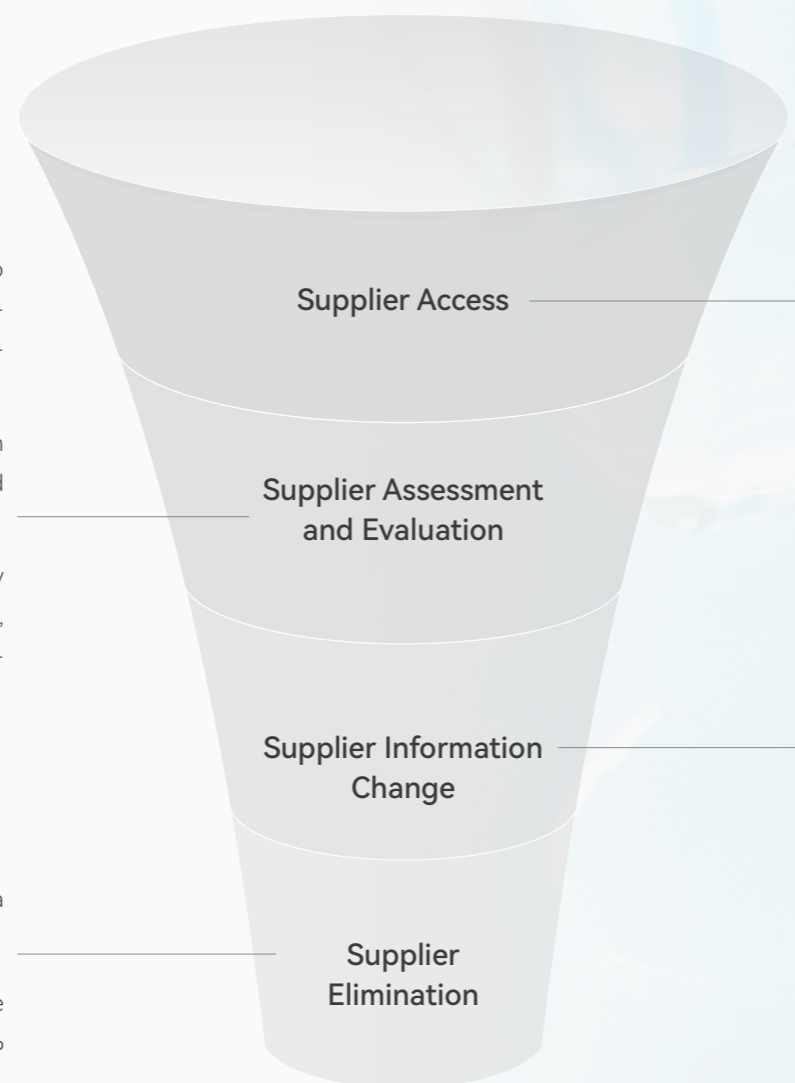 Supplier Access
Supplier Assessment
and Evaluation
Supplier Information
Change
Supplier
Elimination